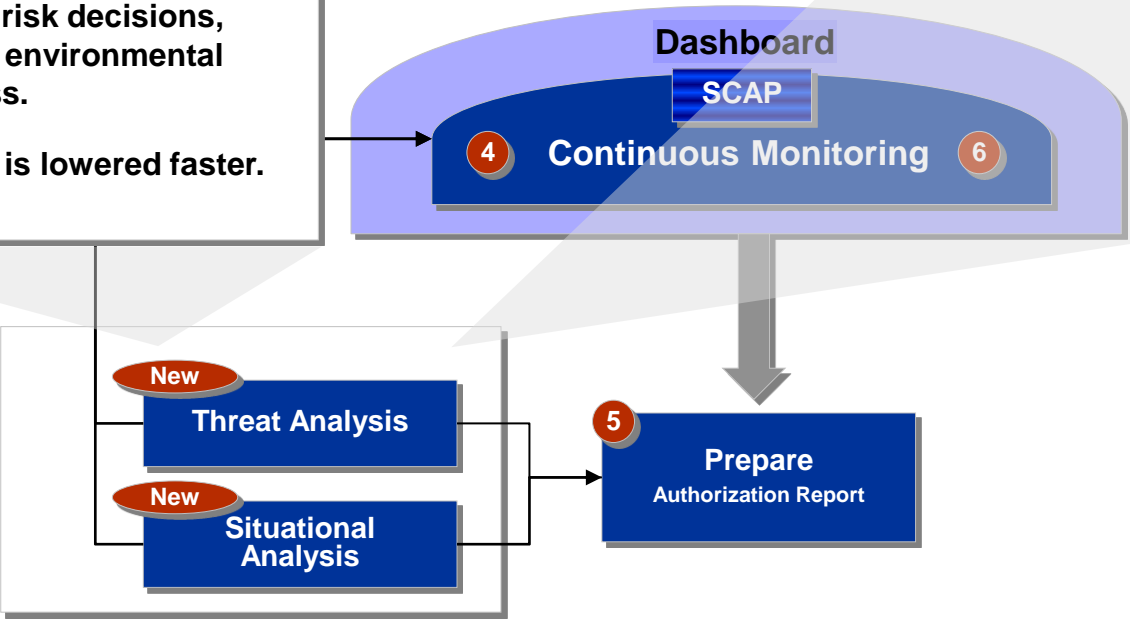 risk decisions,
environmental
s.
is lowered faster.
Dashboard
SCAP
4 Continuous Monitoring 6
New
Threat Analysis
New
Situational
Analysis
5
Prepare
Authorization Report